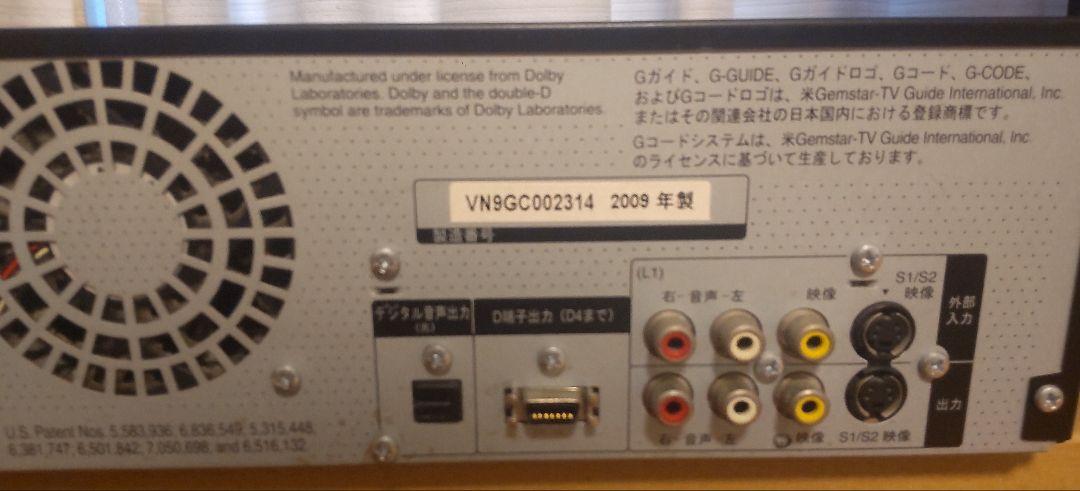 Manufactured under license from Dolby
Laboratories. Dolby and the double-D
symbol are trademarks of Dolby Laboratories.
Gガイド、G-GUIDE、Gガイドロゴ、Gコード、G-CODE、
およびGコードロゴは、米Gemstar-TV Guide International, Inc.
またはその関連会社の日本国内における登録商標です。
Gコードシステムは、米Gemstar-TV Guide International, Inc.
のライセンスに基づいて生産しております。
VN9GC002314 2009 年製
製造番号
(L1)
右-音声-左
映像
S1/S2
映像
外部
入力
デジタル音声出力
(光)
D端子出力（D4まで）
出力
右-音声-左
映像
S1/S2 映像
U.S. Patent Nos. 5,583,936; 6,836,549; 5,315,448;
6,381,747; 6,501,842; 7,050,698; and 6,516,132